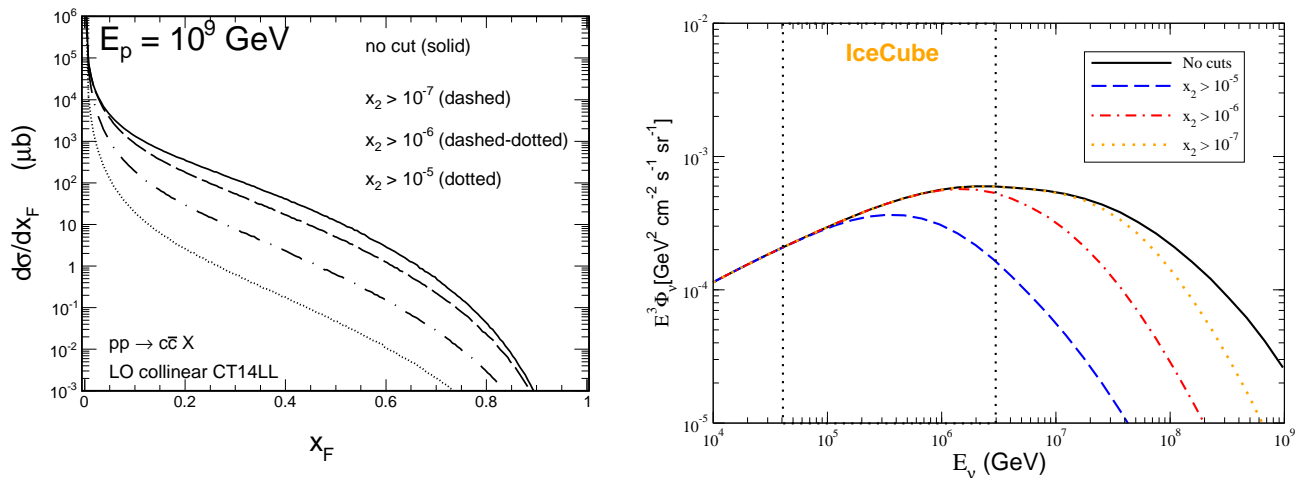 E_p = 10^9 GeV
no cut (solid)
x_2 > 10^-7 (dashed)
x_2 > 10^-6 (dashed-dotted)
x_2 > 10^-5 (dotted)
pp → cc̅ X
LO collinear CT14LL
dσ/dx_F (μb)
10^6
10^5
10^4
10^3
10^2
10
1
10^-1
10^-2
10^-3
0 0.2 0.4 0.6 0.8 1
x_F
IceCube
No cuts
x_2 > 10^-5
x_2 > 10^-6
x_2 > 10^-7
E^3Φ_ν[GeV^2 cm^-2 s^-1 sr^-1]
10^-2
10^-3
10^-4
10^-5
10^4 10^5 10^6 10^7 10^8 10^9
E_ν (GeV)